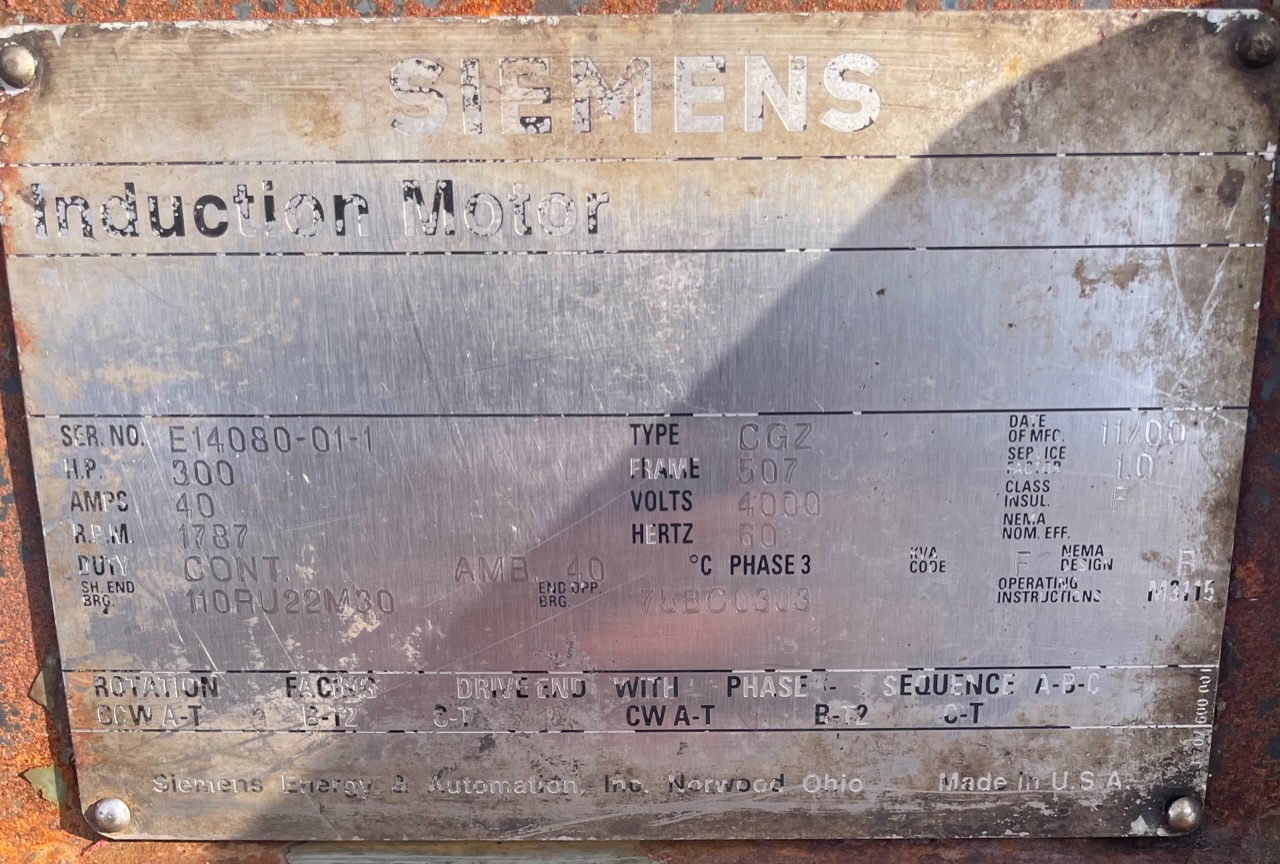 SIEMENS
Induction Motor
SER. NO. E14080-01-1 TYPE CGZ DATE OF MFG. 11/00
H.P. 300 FRAME 507 SERVICE FACTOR 1.0
AMPS 40 VOLTS 4000 CLASS INSUL. F
R.P.M. 1787 HERTZ 60 NEMA NOM. EFF.
DUTY CONT. AMB. 40 °C PHASE 3 KVA CODE F NEMA DESIGN B
SH. END BRG. 110RU22M30 END OPP. BRG. 75BC03J3 OPERATING INSTRUCTIONS M3115
ROTATION FACING DRIVE END WITH PHASE SEQUENCE A-B-C
CCW A-T B-T2 C-T CW A-T B-T2 C-T
Siemens Energy & Automation, Inc. Norwood Ohio Made in U.S.A